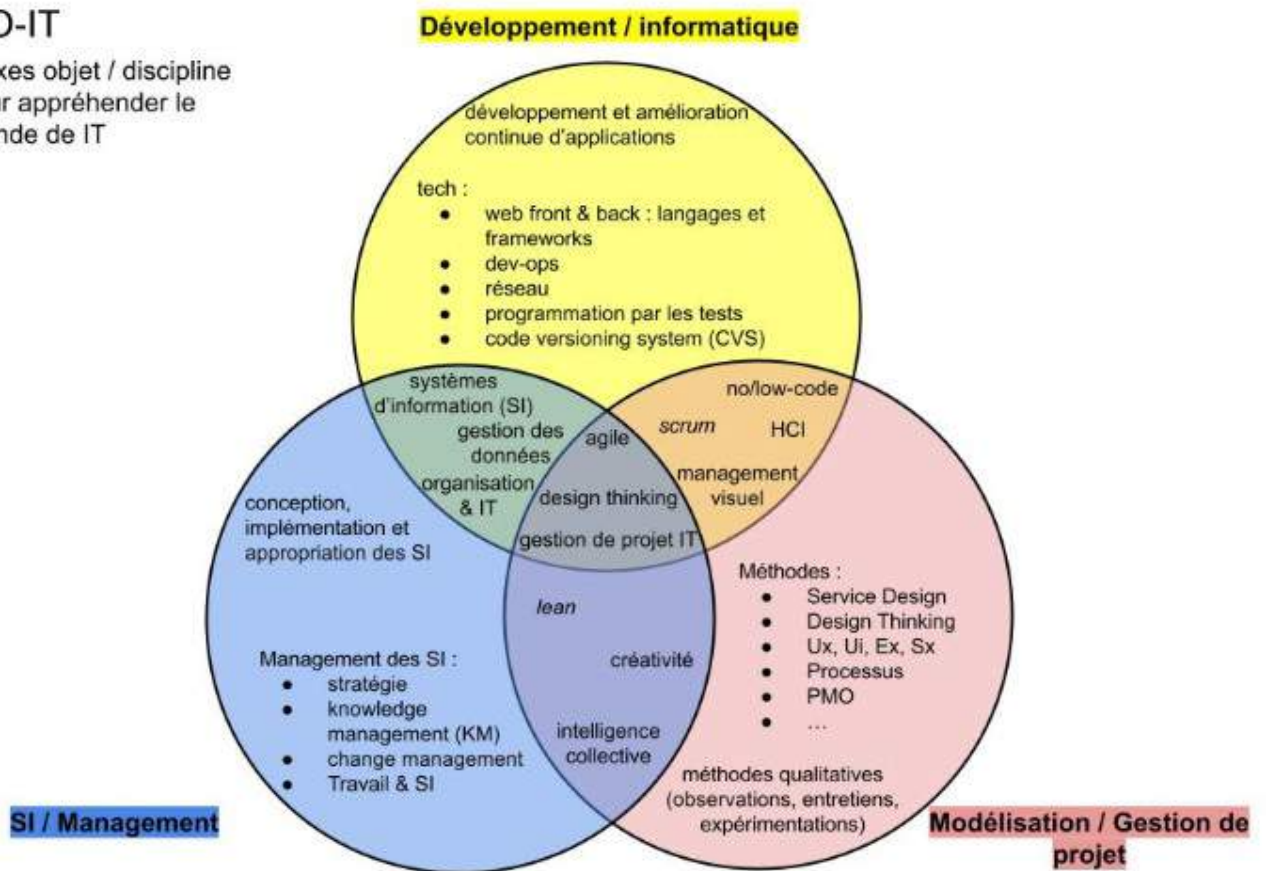 O-IT
xes objet / discipline
ur appréhender le
nde de IT
Développement / informatique
développement et amélioration
continue d'applications
tech :
● web front & back : langages et
frameworks
● dev-ops
● réseau
● programmation par les tests
● code versioning system (CVS)
systèmes
d'information (SI)
gestion des
données
organisation
& IT
agile
design thinking
gestion de projet IT
no/low-code
scrum
HCI
management
visuel
conception,
implémentation et
appropriation des SI
Management des SI :
● stratégie
● knowledge
management (KM)
● change management
● Travail & SI
lean
créativité
intelligence
collective
Méthodes :
● Service Design
● Design Thinking
● Ux, Ui, Ex, Sx
● Processus
● PMO
● ...
méthodes qualitatives
(observations, entretiens,
expérimentations)
SI / Management
Modélisation / Gestion de
projet